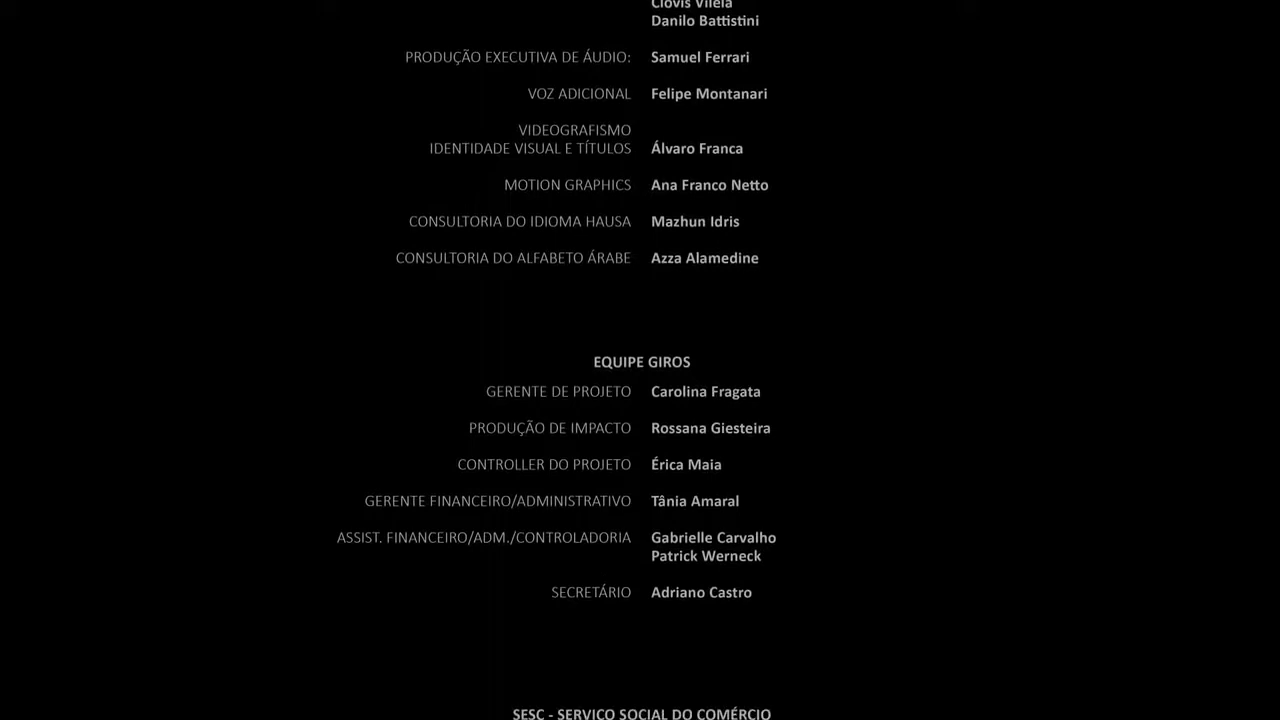 Clovis Vilela
Danilo Battistini
PRODUÇÃO EXECUTIVA DE ÁUDIO: Samuel Ferrari
VOZ ADICIONAL Felipe Montanari
VIDEOGRAFISMO
IDENTIDADE VISUAL E TÍTULOS Álvaro Franca
MOTION GRAPHICS Ana Franco Netto
CONSULTORIA DO IDIOMA HAUSA Mazhun Idris
CONSULTORIA DO ALFABETO ÁRABE Azza Alamedine
EQUIPE GIROS
GERENTE DE PROJETO Carolina Fragata
PRODUÇÃO DE IMPACTO Rossana Giesteira
CONTROLLER DO PROJETO Érica Maia
GERENTE FINANCEIRO/ADMINISTRATIVO Tânia Amaral
ASSIST. FINANCEIRO/ADM./CONTROLADORIA Gabrielle Carvalho
Patrick Werneck
SECRETÁRIO Adriano Castro
SESC - SERVIÇO SOCIAL DO COMÉRCIO